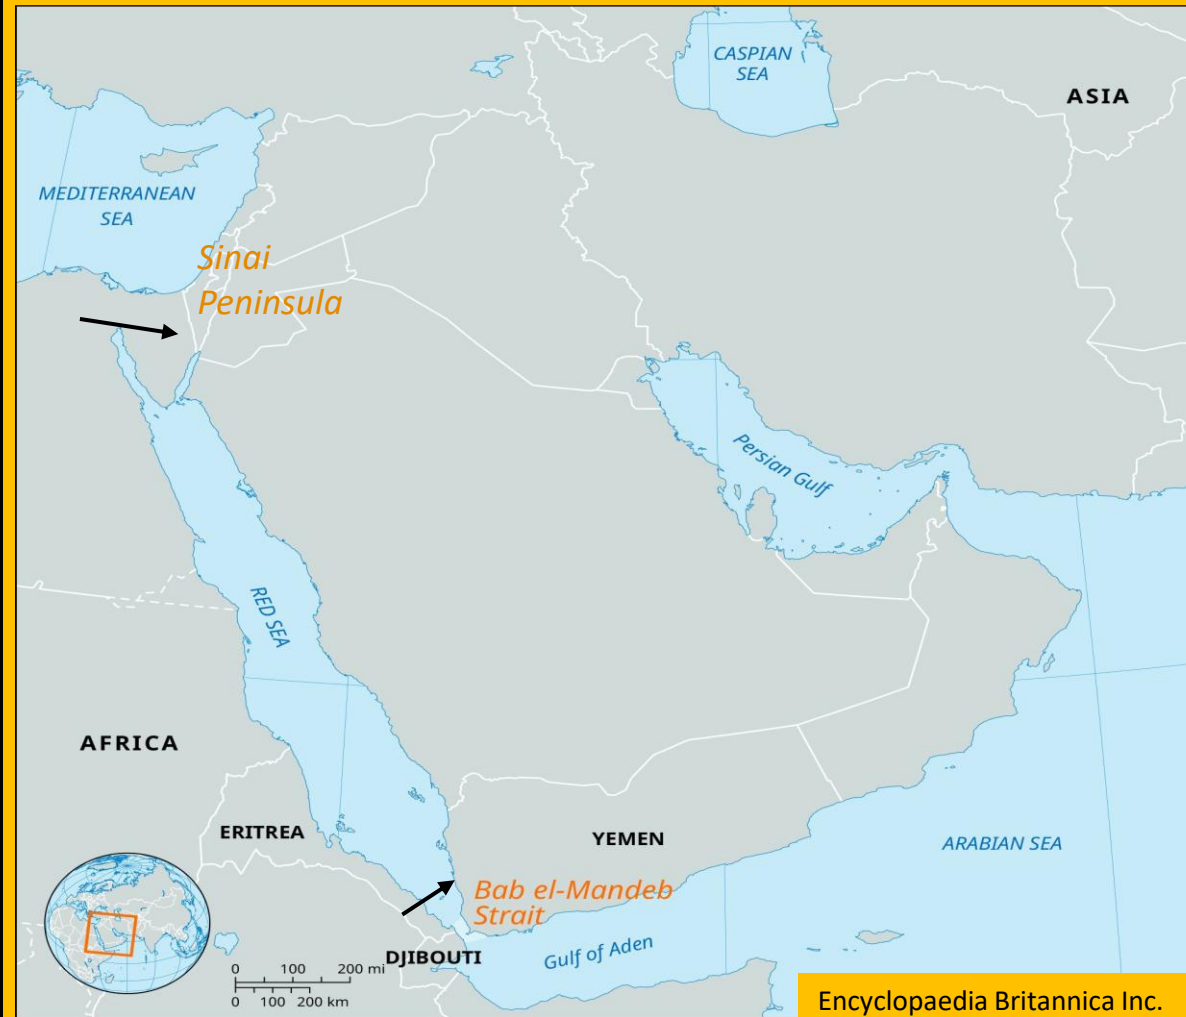 CASPIAN
SEA
ASIA
MEDITERRANEAN
SEA
Sinai
Peninsula
Persian Gulf
RED SEA
AFRICA
ERITREA
YEMEN
ARABIAN SEA
Bab el-Mandeb
Strait
DJIBOUTI
Gulf of Aden
0 100 200 mi
0 100 200 km
Encyclopaedia Britannica Inc.